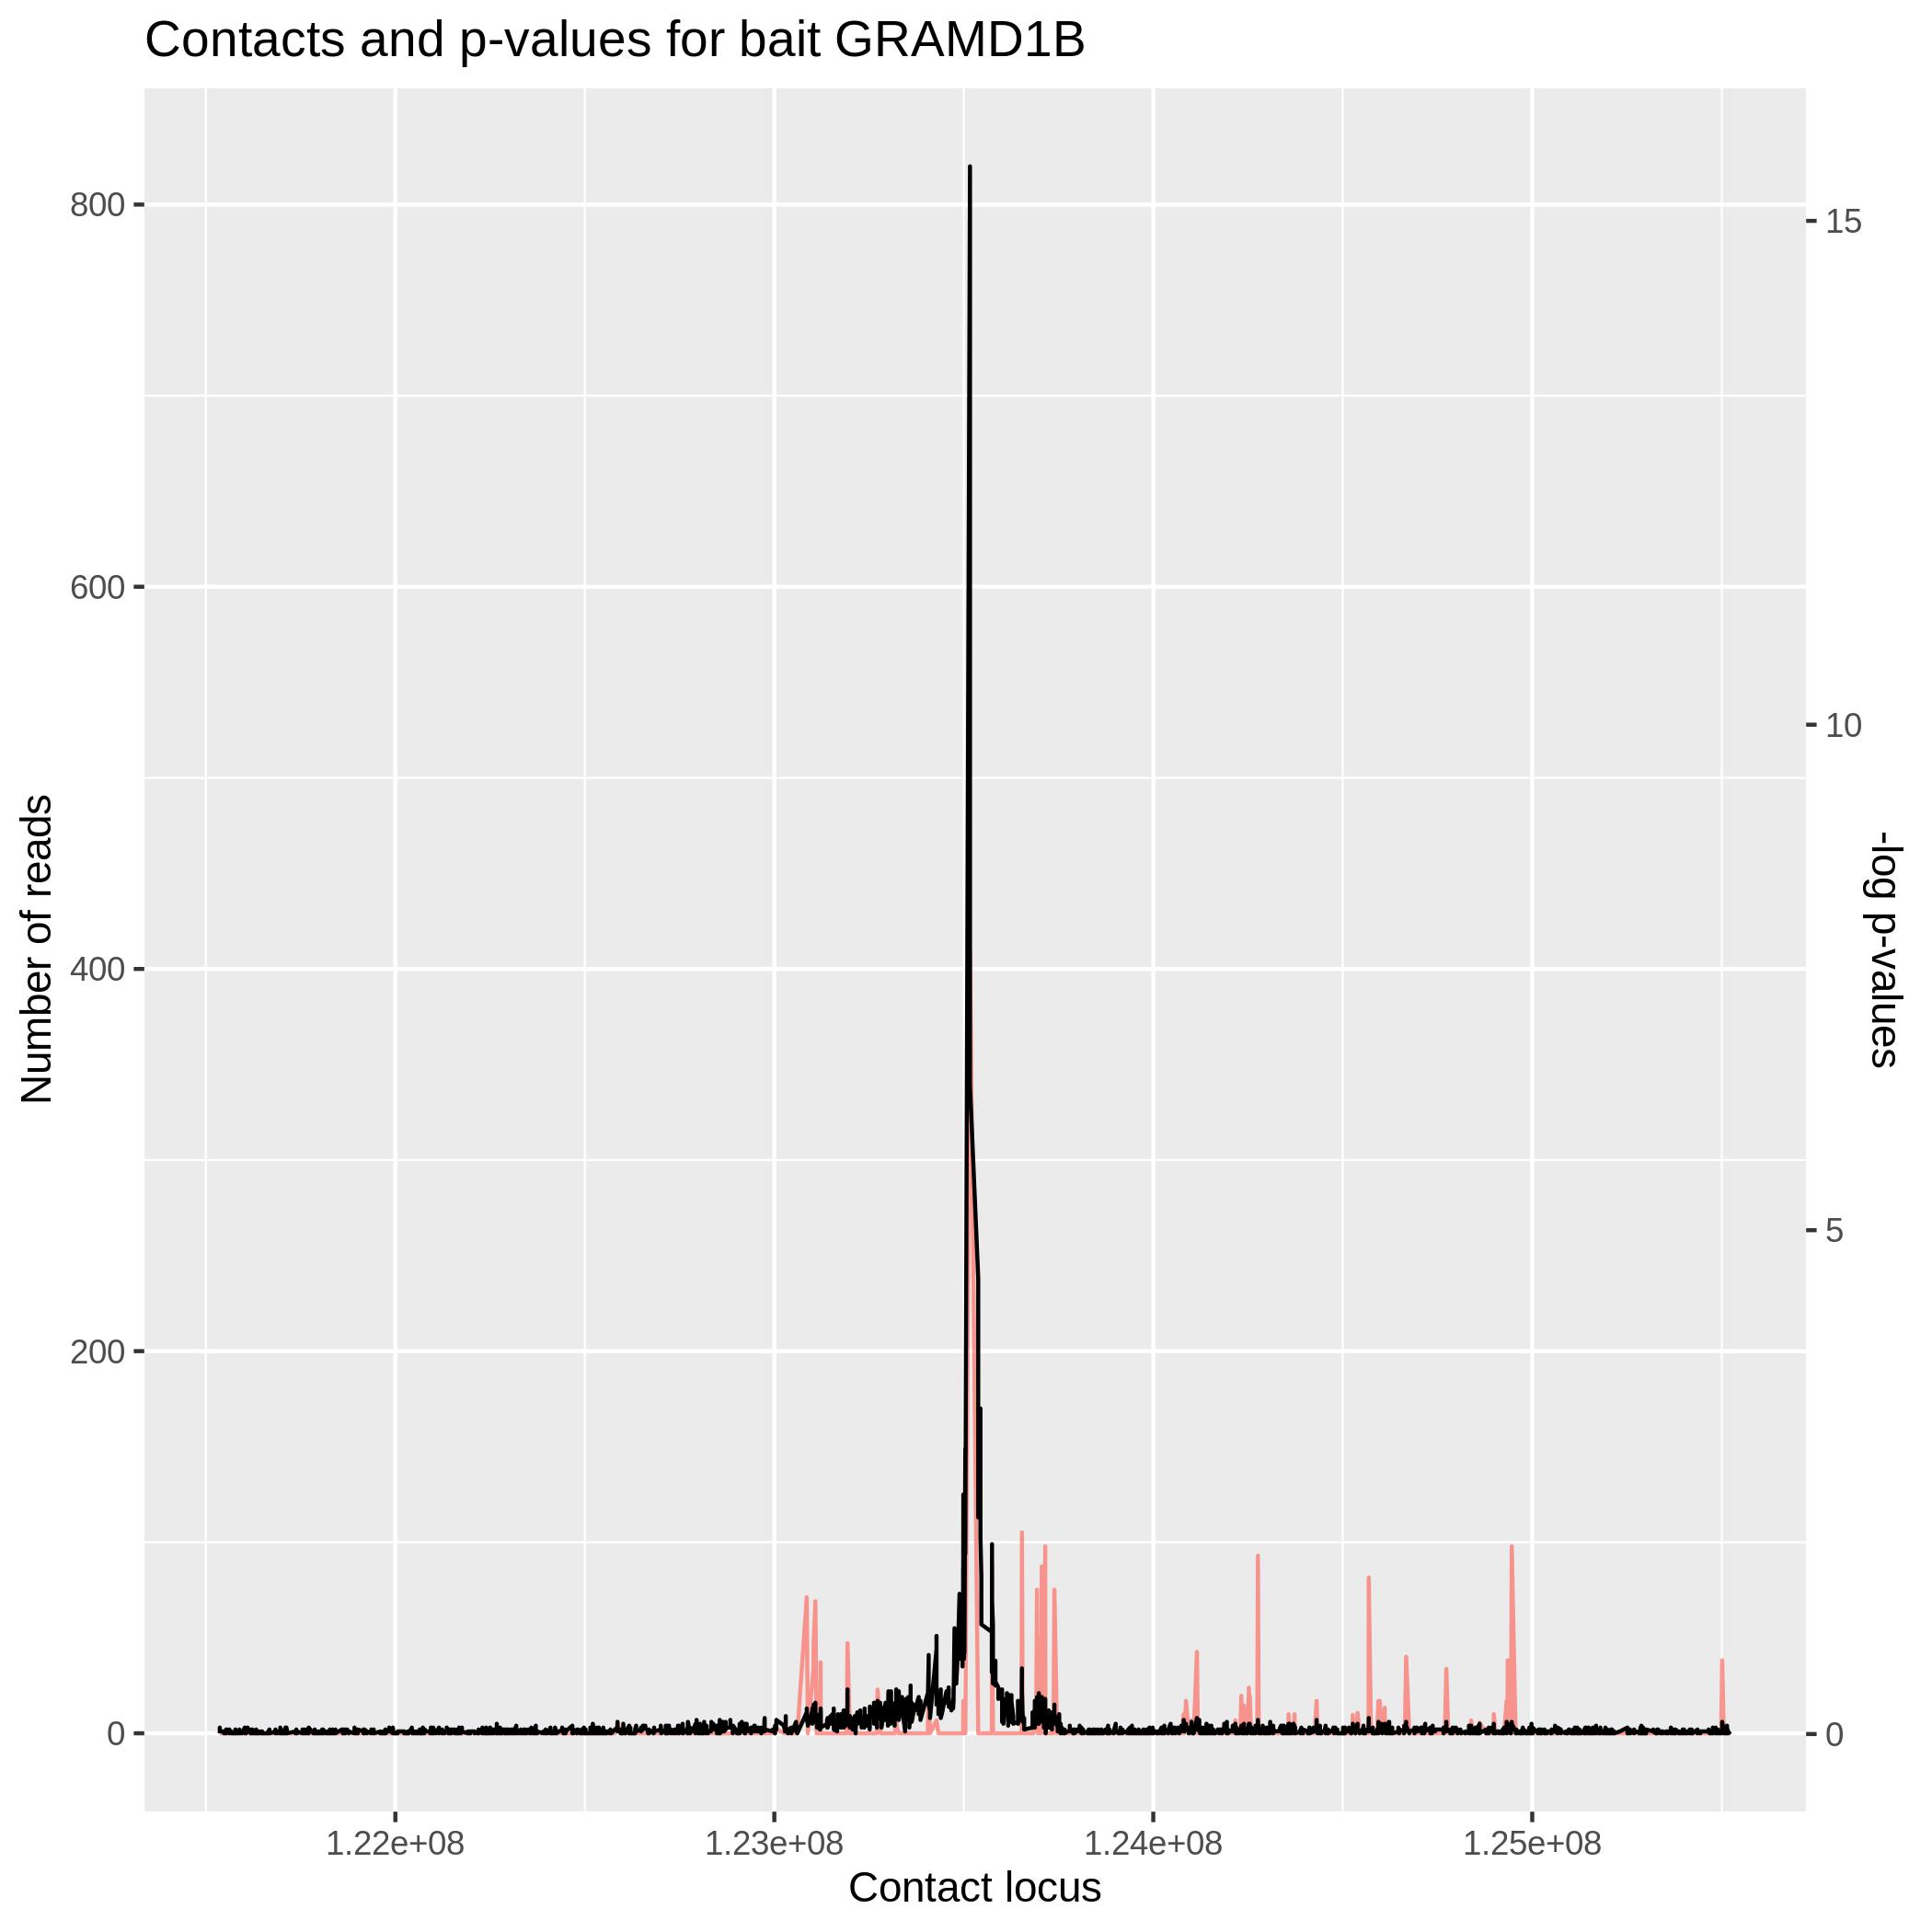 Contacts and p-values for bait GRAMD1B
800
600
400
200
0
15
10
5
0
Number of reads
-log p-values
1.22e+08
1.23e+08
1.24e+08
1.25e+08
Contact locus